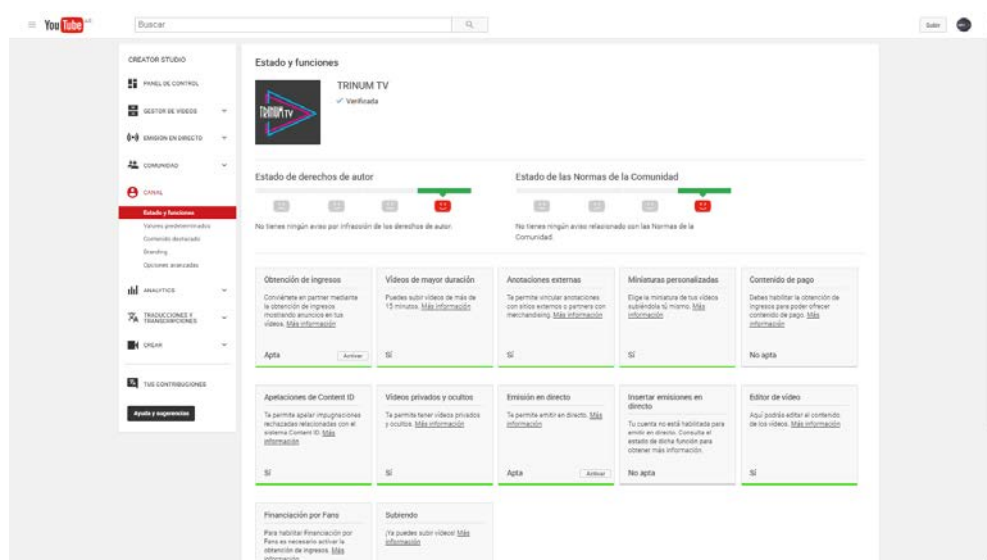 YouTube
Buscar
Subir
CREATOR STUDIO
PANEL DE CONTROL
GESTOR DE VÍDEOS
EMISIÓN EN DIRECTO
COMUNIDAD
CANAL
Estado y funciones
Valores predeterminados
Contenido destacado
Branding
Opciones avanzadas
ANALYTICS
TRADUCCIONES Y
TRANSCRIPCIONES
CREAR
TUS CONTRIBUCIONES
Ayuda y sugerencias
Estado y funciones
TRINUM TV
TRINUM TV
Verificada
Estado de derechos de autor
No tienes ningún aviso por infracción de los derechos de autor.
Estado de las Normas de la Comunidad
No tienes ningún aviso relacionado con las Normas de la
Comunidad.
Obtención de ingresos
Conviértete en partner mediante
la obtención de ingresos
mostrando anuncios en tus
vídeos. Más información
Apta
Activar
Vídeos de mayor duración
Puedes subir vídeos de más de
15 minutos. Más información
Sí
Anotaciones externas
Te permite vincular anotaciones
con sitios externos o partners con
merchandising. Más información
Sí
Miniaturas personalizadas
Elige la miniatura de tus vídeos
subiéndola tú mismo. Más
información
Sí
Contenido de pago
Debes habilitar la obtención de
ingresos para poder ofrecer
contenido de pago. Más
información
No apta
Apelaciones de Content ID
Te permite apelar impugnaciones
rechazadas relacionadas con el
sistema Content ID. Más
información
Sí
Vídeos privados y ocultos
Te permite tener vídeos privados
y ocultos. Más información
Sí
Emisión en directo
Te permite emitir en directo. Más
información
Apta
Activar
Insertar emisiones en
directo
Tu cuenta no está habilitada para
emitir en directo. Consulta el
estado de dicha función para
obtener más información.
No apta
Editor de vídeo
Aquí podrás editar el contenido
de los vídeos. Más información
Sí
Financiación por Fans
Para habilitar Financiación por
Fans es necesario activar la
obtención de ingresos. Más
información
Subiendo
¡Ya puedes subir vídeos! Más
información